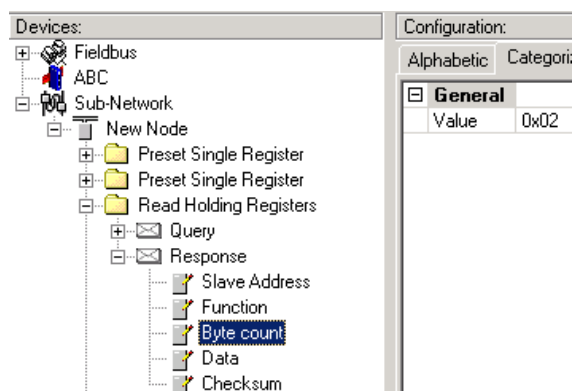 Devices:
Fieldbus
ABC
Sub-Network
New Node
Preset Single Register
Preset Single Register
Read Holding Registers
Query
Response
Slave Address
Function
Byte count
Data
Checksum
Configuration:
Alphabetic Categori
General
Value 0x02